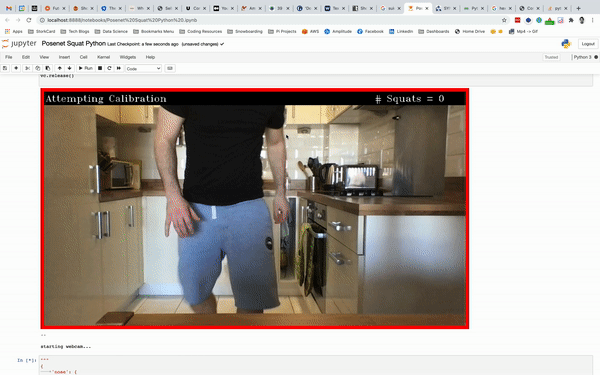 localhost:8888/notebooks/Posenet%20Squat%20Python%20.ipynb
Apps
StorkCard
Data Science
Bookmarks Menu
Coding Resources
Snowboarding
Pi Projects
AWS
Amplitude
Facebook
LinkedIn
Dashboards
Home Drive
Mp4 -> Gif
jupyter Posenet Squat Python Last Checkpoint: a few seconds ago (unsaved changes)
Logout
File Edit View Insert Cell Kernel Widgets Help
Trusted
Python 3
Run
Code
vc.release()
Attempting Calibration
# Squats = 0
starting webcam...
In [*]:
"""
{
'nose': {